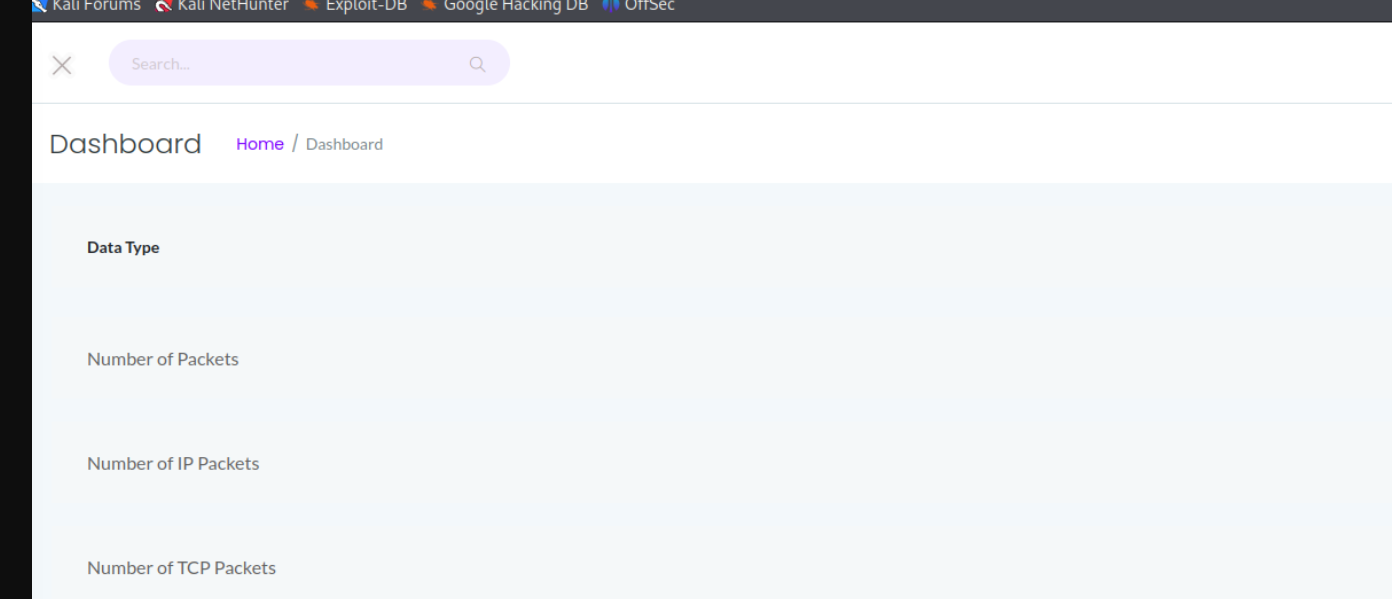 Kali Forums Kali NetHunter Exploit-DB Google Hacking DB OffSec
Search...
Dashboard Home / Dashboard
Data Type
Number of Packets
Number of IP Packets
Number of TCP Packets